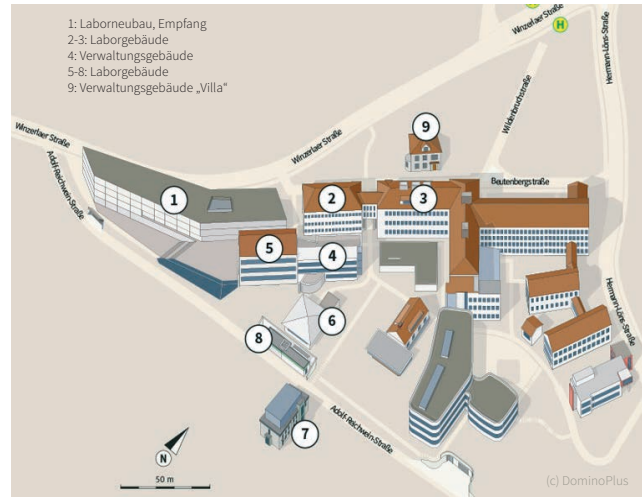 1: Laborneubau, Empfang
2-3: Laborgebäude
4: Verwaltungsgebäude
5-8: Laborgebäude
9: Verwaltungsgebäude „Villa“
H
Winzerlaer Straße
Hermann-Löns-Straße
Wildenbruchstraße
Winzerlaer Straße
Winzerlaer Straße
Adolf-Reichwein-Straße
9
Beutenbergstraße
1
2
3
5
4
6
8
Hermann-Löns-Straße
7
Adolf-Reichwein-Straße
N
50 m
(c) DominoPlus